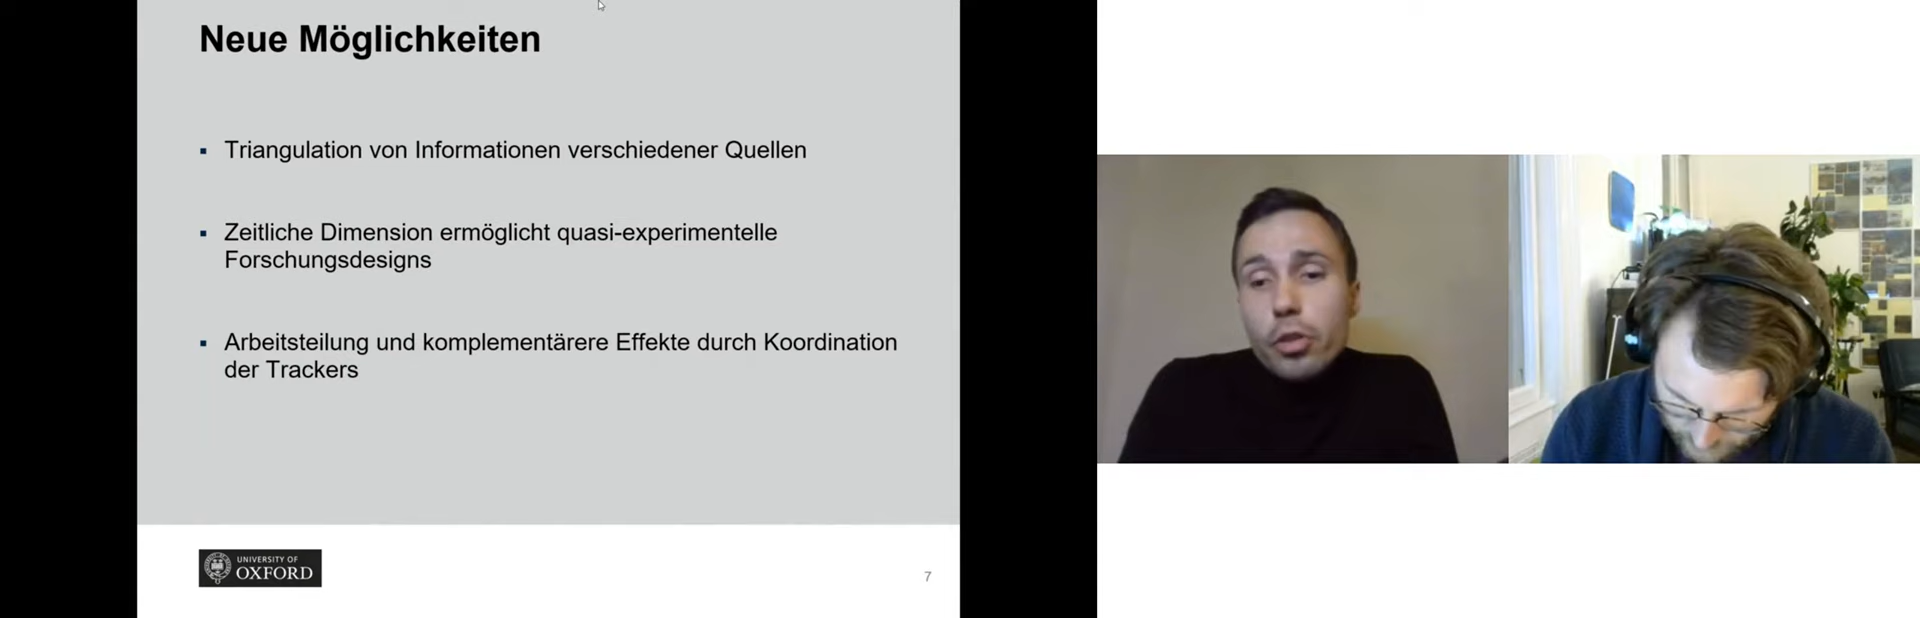 Neue Möglichkeiten
▪ Triangulation von Informationen verschiedener Quellen
▪ Zeitliche Dimension ermöglicht quasi-experimentelle
Forschungsdesigns
▪ Arbeitsteilung und komplementärere Effekte durch Koordination
der Trackers
UNIVERSITY OF
OXFORD
7